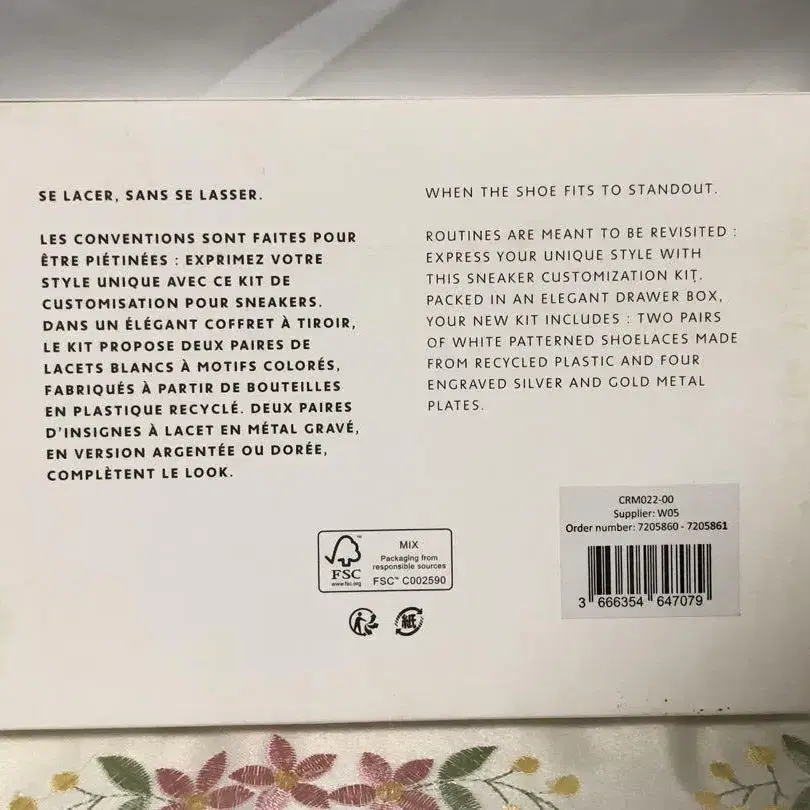 SE LACER, SANS SE LASSER.
LES CONVENTIONS SONT FAITES POUR
ÊTRE PIÉTINÉES : EXPRIMEZ VOTRE
STYLE UNIQUE AVEC CE KIT DE
CUSTOMISATION POUR SNEAKERS.
DANS UN ÉLÉGANT COFFRET À TIROIR,
LE KIT PROPOSE DEUX PAIRES DE
LACETS BLANCS À MOTIFS COLORÉS,
FABRIQUÉS À PARTIR DE BOUTEILLES
EN PLASTIQUE RECYCLÉ. DEUX PAIRES
D'INSIGNES À LACET EN MÉTAL GRAVÉ,
EN VERSION ARGENTÉE OU DORÉE,
COMPLÈTENT LE LOOK.
WHEN THE SHOE FITS TO STANDOUT.
ROUTINES ARE MEANT TO BE REVISITED :
EXPRESS YOUR UNIQUE STYLE WITH
THIS SNEAKER CUSTOMIZATION KIT.
PACKED IN AN ELEGANT DRAWER BOX,
YOUR NEW KIT INCLUDES : TWO PAIRS
OF WHITE PATTERNED SHOELACES MADE
FROM RECYCLED PLASTIC AND FOUR
ENGRAVED SILVER AND GOLD METAL
PLATES.
FSC
www.fsc.org
MIX
Packaging from
responsible sources
FSC™ C002590
紙
CRM022-00
Supplier: W05
Order number: 7205860 - 7205861
3 666354 647079